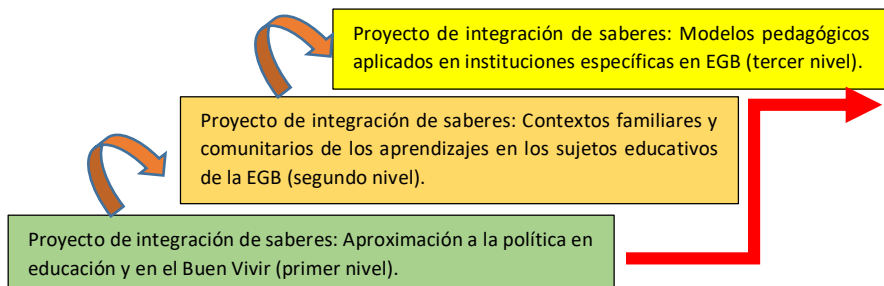 Proyecto de integración de saberes: Modelos pedagógicos
aplicados en instituciones específicas en EGB (tercer nivel).
Proyecto de integración de saberes: Contextos familiares y
comunitarios de los aprendizajes en los sujetos educativos
de la EGB (segundo nivel).
Proyecto de integración de saberes: Aproximación a la política en
educación y en el Buen Vivir (primer nivel).